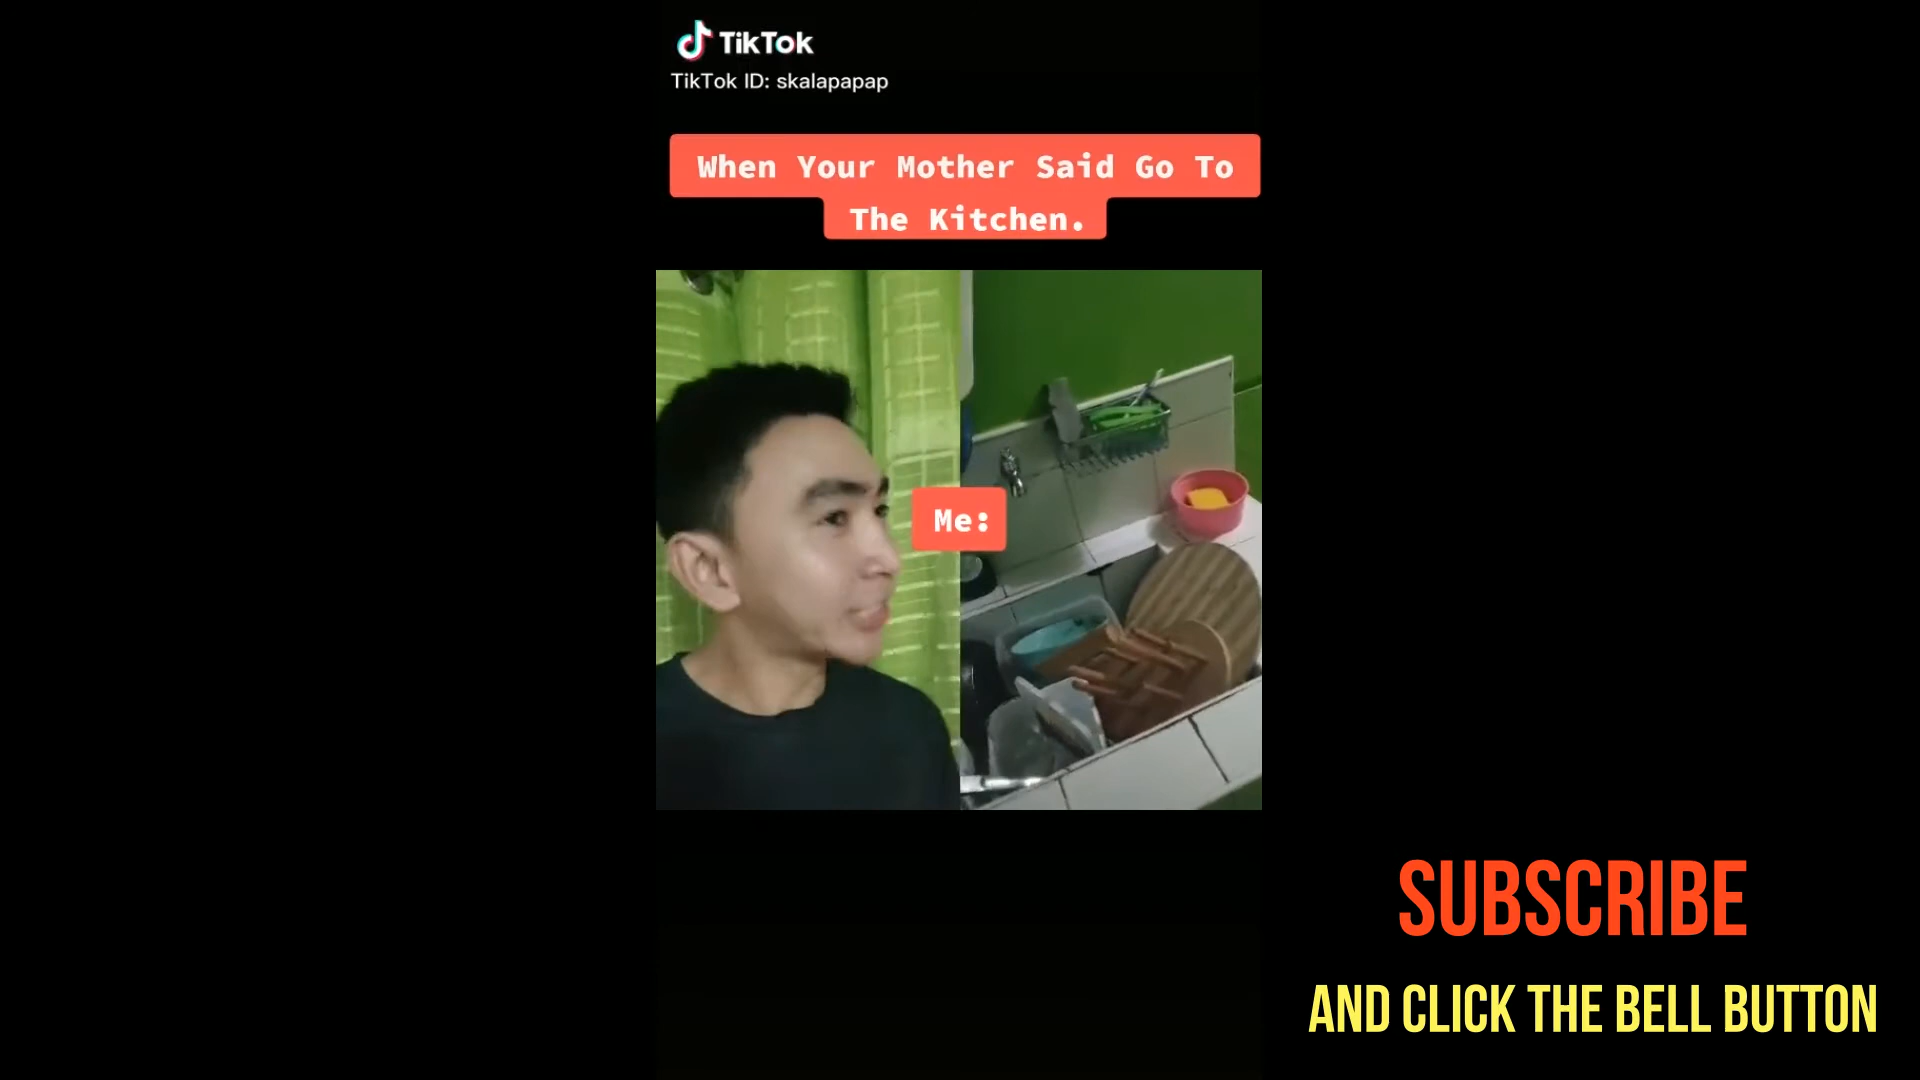 TikTok
TikTok ID: skalapapap
When Your Mother Said Go To
The Kitchen.
Me:
SUBSCRIBE
AND CLICK THE BELL BUTTON